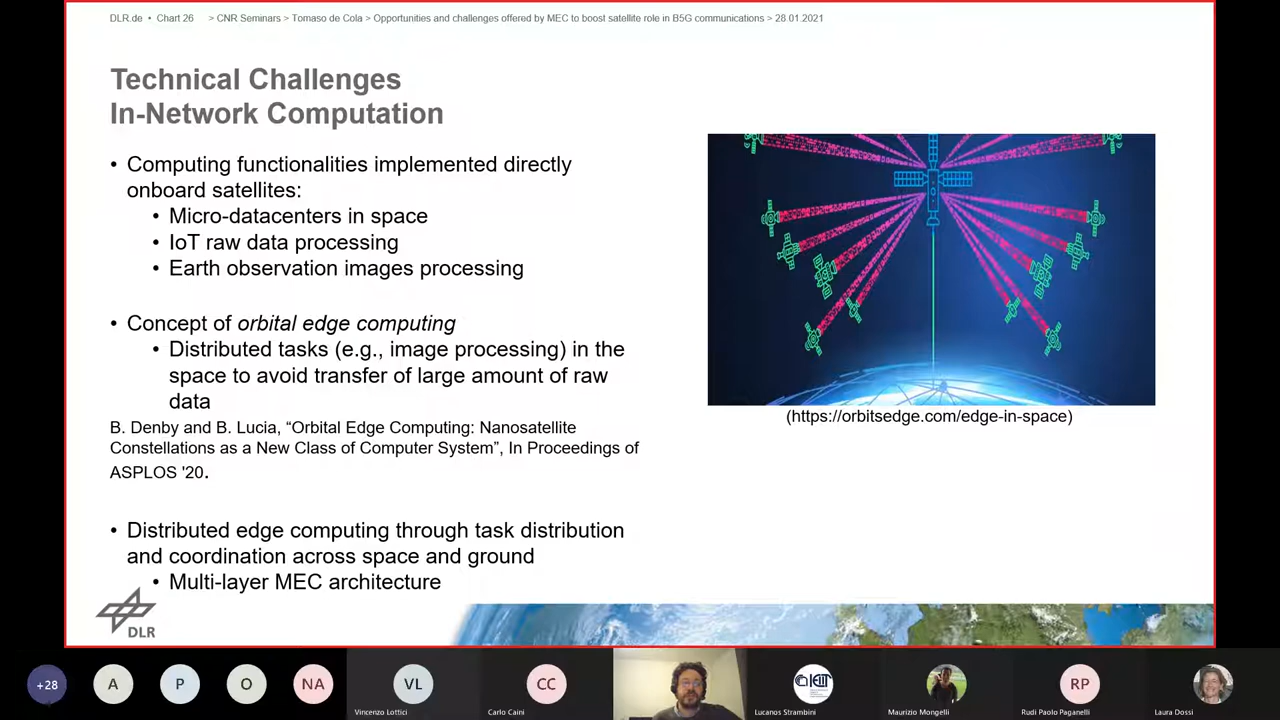 DLR.de • Chart 26 > CNR Seminars > Tomaso de Cola > Opportunities and challenges offered by MEC to boost satellite role in B5G communications > 28.01.2021
Technical Challenges
In-Network Computation
• Computing functionalities implemented directly
onboard satellites:
• Micro-datacenters in space
• IoT raw data processing
• Earth observation images processing
• Concept of orbital edge computing
• Distributed tasks (e.g., image processing) in the
space to avoid transfer of large amount of raw
data
B. Denby and B. Lucia, “Orbital Edge Computing: Nanosatellite
Constellations as a New Class of Computer System”, In Proceedings of
ASPLOS '20.
• Distributed edge computing through task distribution
and coordination across space and ground
• Multi-layer MEC architecture
(https://orbitsedge.com/edge-in-space)
DLR
+28
A
P
O
NA
VL
Vincenzo Lottici
CC
Carlo Caini
IEIIT
Lucanos Strambini
Maurizio Mongelli
RP
Rudi Paolo Paganelli
Laura Dossi